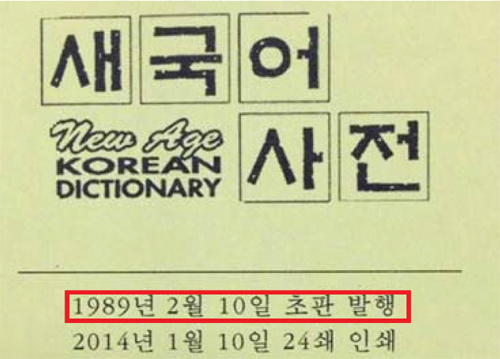 새국어
New Age
KOREAN
DICTIONARY
사전
1989년 2월 10일 초판 발행
2014년 1월 10일 24쇄 인쇄